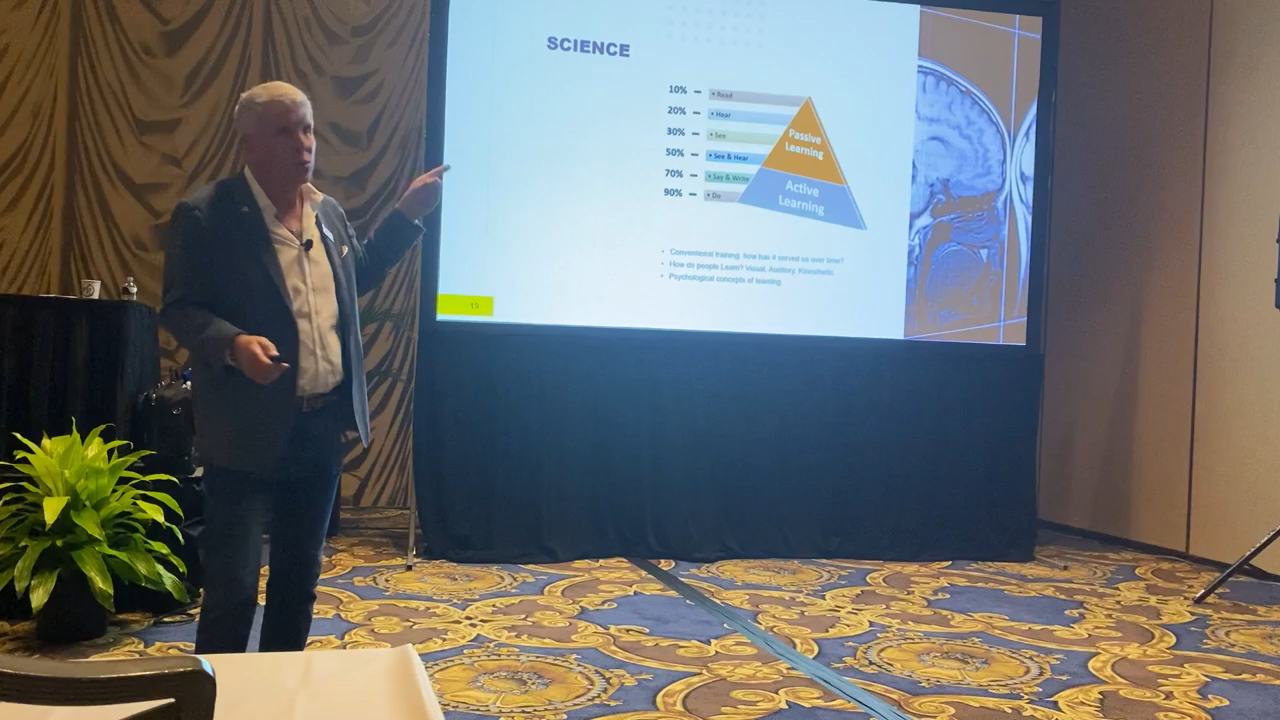 SCIENCE
10% – • Read
20% – • Hear
30% – • See
50% – • See & Hear
70% – • Say & Write
90% – • Do
Passive
Learning
Active
Learning
• Conventional training, how has it served us over time?
• How do people Learn? Visual, Auditory, Kinesthetic.
• Psychological concepts of learning